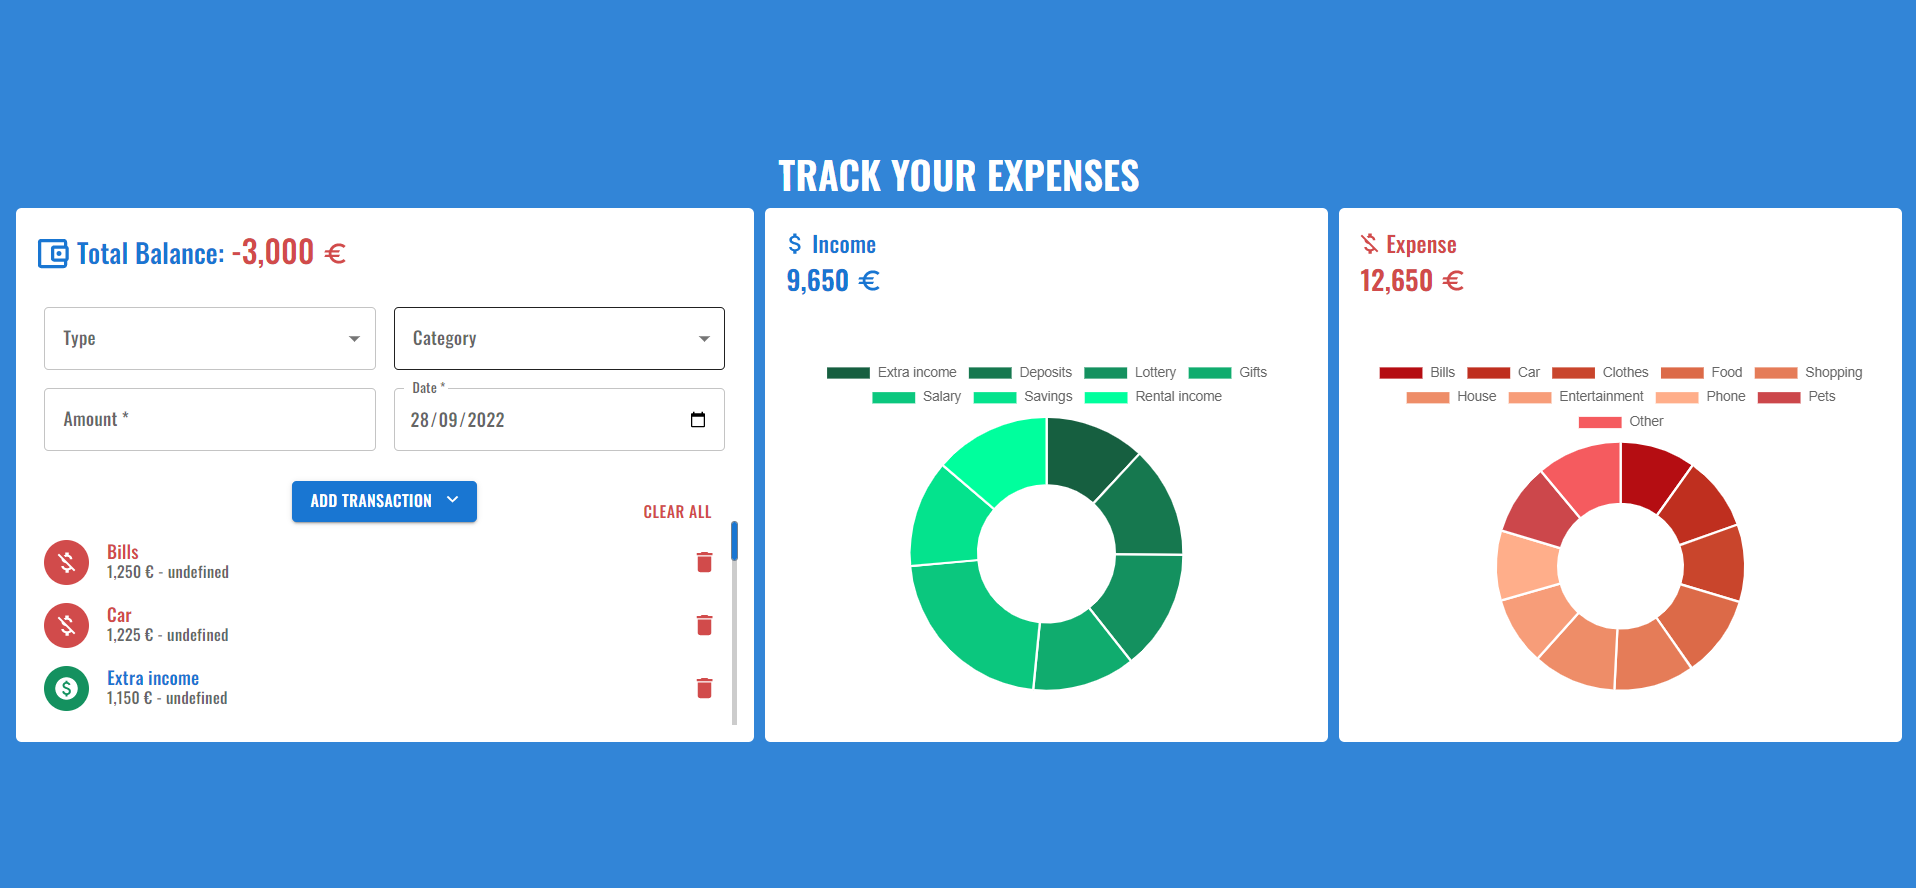 TRACK YOUR EXPENSES
Total Balance: -3,000 €
Type
Category
Amount *
Date *
28/09/2022
ADD TRANSACTION
CLEAR ALL
Bills
1,250 € - undefined
Car
1,225 € - undefined
Extra income
1,150 € - undefined
$ Income
9,650 €
Extra income Deposits Lottery Gifts
Salary Savings Rental income
Expense
12,650 €
Bills Car Clothes Food Shopping
House Entertainment Phone Pets
Other